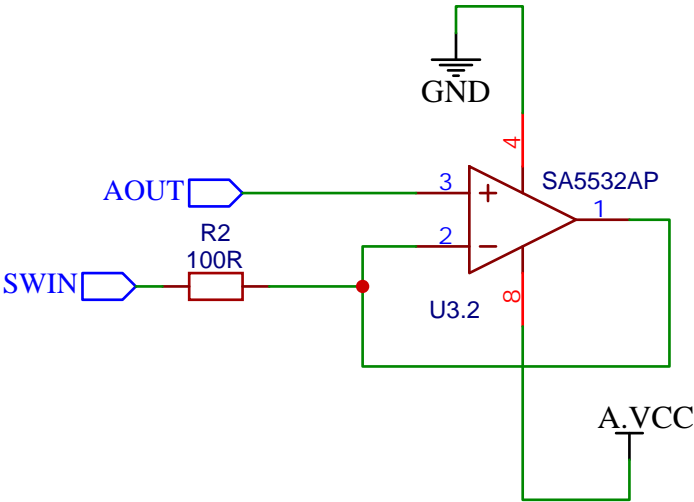 GND
4
AOUT
3
SA5532AP
1
R2
100R
2
SWIN
8
U3.2
A.VCC